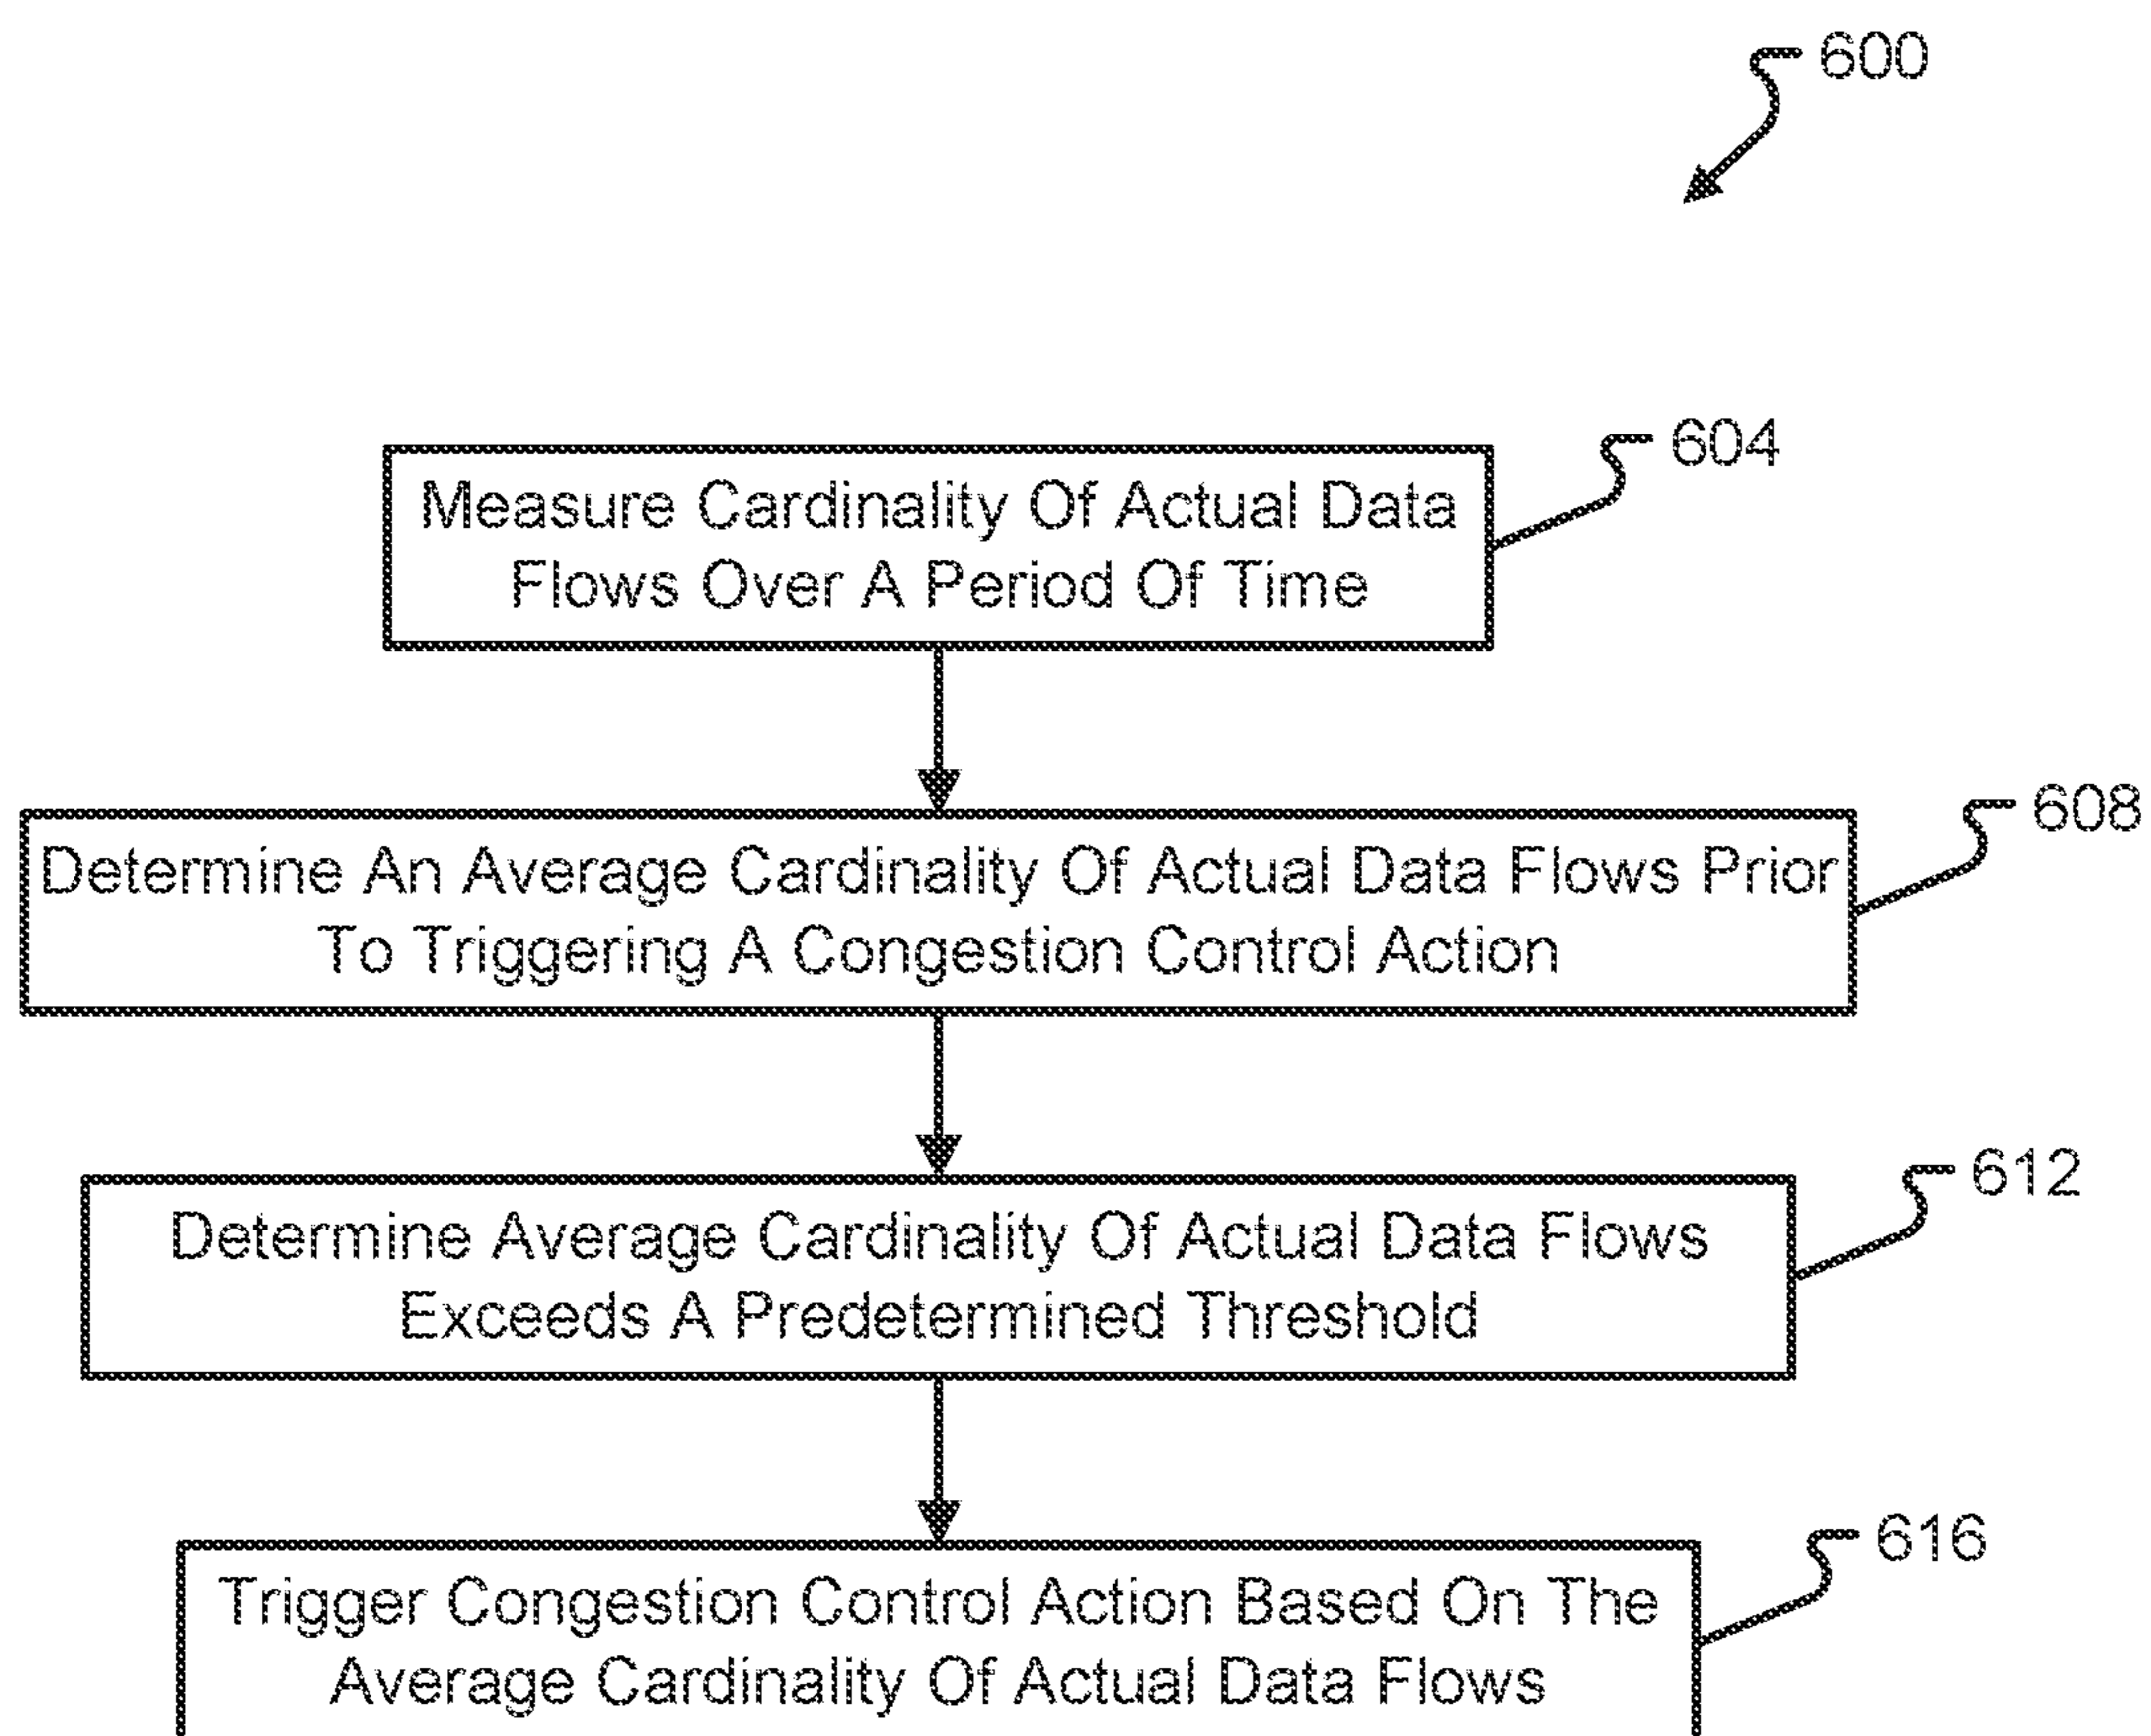 600
604
Measure Cardinality Of Actual Data
Flows Over A Period Of Time
608
Determine An Average Cardinality Of Actual Data Flows Prior
To Triggering A Congestion Control Action
612
Determine Average Cardinality Of Actual Data Flows
Exceeds A Predetermined Threshold
616
Trigger Congestion Control Action Based On The
Average Cardinality Of Actual Data Flows